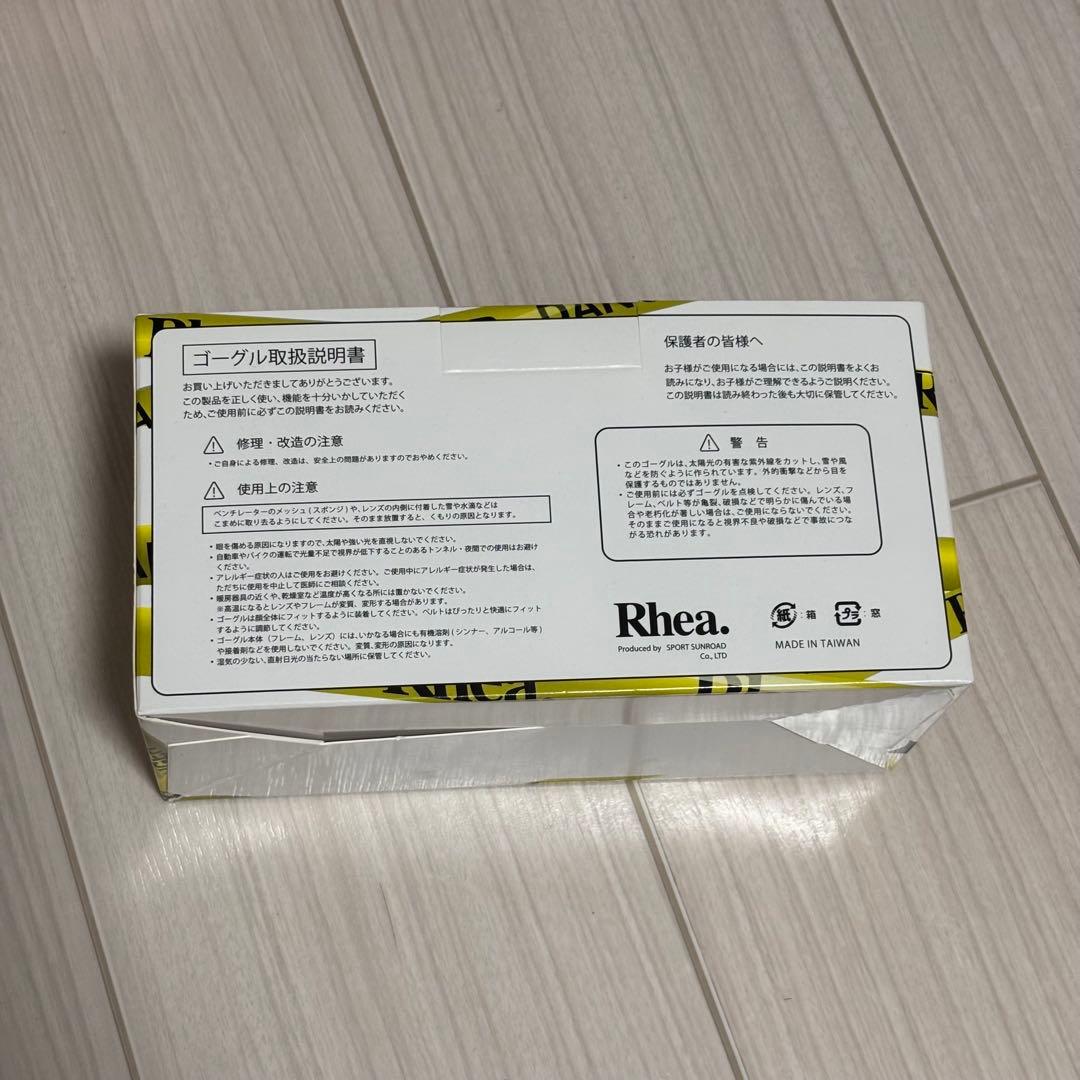 DANG
ゴーグル取扱説明書
お買い上げいただきましてありがとうございます。
この製品を正しく使い、機能を十分いかしていただく
ため、ご使用前に必ずこの説明書をお読みください。
修理・改造の注意
・ご自身による修理、改造は、安全上の問題がありますのでおやめください。
使用上の注意
ベンチレーターのメッシュ(スポンジ)や、レンズの内側に付着した雪や水滴などは
こまめに取り去るようにしてください。そのまま放置すると、くもりの原因となります。
・眼を傷める原因になりますので、太陽や強い光を直視しないでください。
・自動車やバイクの運転で光量不足で視界が低下することのあるトンネル・夜間での使用はお避け
ください。
・アレルギー症状の人はご使用をお避けください。ご使用中にアレルギー症状が発生した場合は、
ただちに使用を中止して医師にご相談ください。
・暖房器具の近くや、乾燥室など温度が高くなる所には置かないでください。
※高温になるとレンズやフレームが変質、変形する場合があります。
・ゴーグルは顔全体にフィットするように装着してください。ベルトはぴったりと快適にフィット
するように調節してください。
・ゴーグル本体(フレーム、レンズ)には、いかなる場合にも有機溶剤(シンナー、アルコール等)
や接着剤などを使用しないでください。変質、変形の原因になります。
・湿気の少ない、直射日光の当たらない場所に保管してください。
保護者の皆様へ
お子様がご使用になる場合には、この説明書をよくお
読みになり、お子様がご理解できるようご説明ください。
この説明書は読み終わった後も大切に保管してください。
警 告
・このゴーグルは、太陽光の有害な紫外線をカットし、雪や風
などを防ぐように作られています。外的衝撃などから目を
保護するものではありません。
・ご使用前には必ずゴーグルを点検してください。レンズ、フ
レーム、ベルト等が亀裂、破損などで明らかに傷んでいる場
合や老朽化が著しい場合は、ご使用にならないでください。
そのままご使用になると視界不良や破損などで事故につな
がる恐れがあります。
Rhea.
Produced by SPORT SUNROAD
Co., LTD
紙:箱
プラ:窓
MADE IN TAIWAN
Rhea